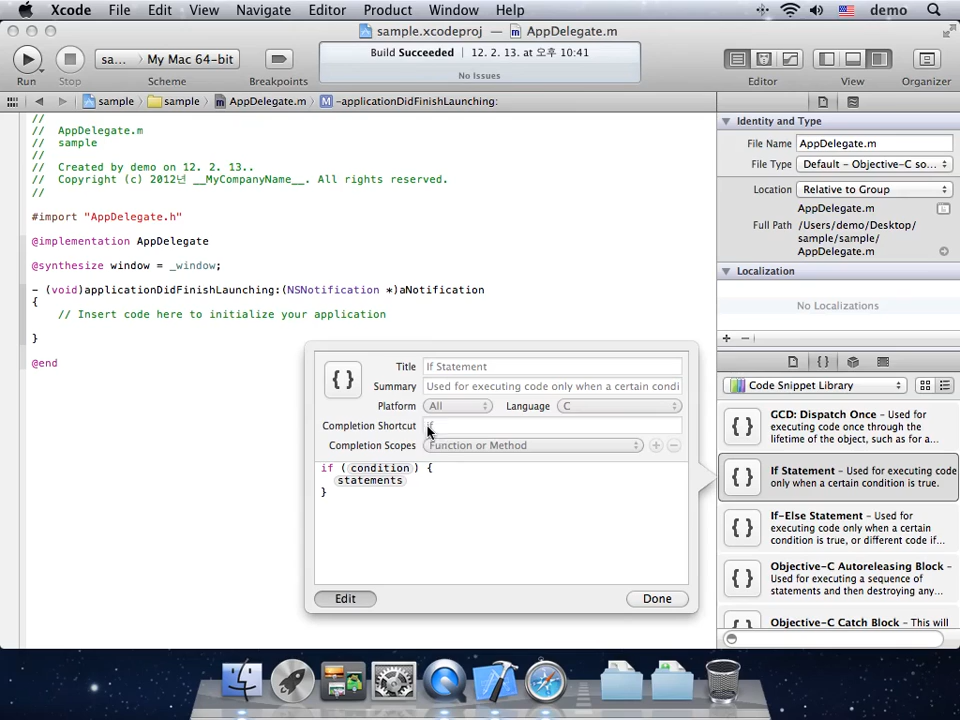 Xcode File Edit View Navigate Editor Product Window Help demo
sample.xcodeproj — AppDelegate.m
Build Succeeded 12. 2. 13. at 오후 10:41
No Issues
sa... My Mac 64-bit
Run Stop Scheme Breakpoints Editor View Organizer
sample sample AppDelegate.m M -applicationDidFinishLaunching:
//
//  AppDelegate.m
//  sample
//
//  Created by demo on 12. 2. 13..
//  Copyright (c) 2012년 __MyCompanyName__. All rights reserved.
//
#import "AppDelegate.h"
@implementation AppDelegate
@synthesize window = _window;
- (void)applicationDidFinishLaunching:(NSNotification *)aNotification
{
// Insert code here to initialize your application
}
@end
Title If Statement
Summary Used for executing code only when a certain condi
Platform All Language C
Completion Shortcut if
Completion Scopes Function or Method
if (condition) {
statements
}
Edit Done
Identity and Type
File Name AppDelegate.m
File Type Default - Objective-C so...
Location Relative to Group
AppDelegate.m
Full Path /Users/demo/Desktop/
sample/sample/
AppDelegate.m
Localization
No Localizations
Code Snippet Library
GCD: Dispatch Once - Used for
executing code once through the
lifetime of the object, such as for a...
If Statement - Used for executing code
only when a certain condition is true.
If-Else Statement - Used for
executing code only when a certain
condition is true, or different code if...
Objective-C Autoreleasing Block -
Used for executing a sequence of
statements and then destroying any...
Objective-C Catch Block - This will